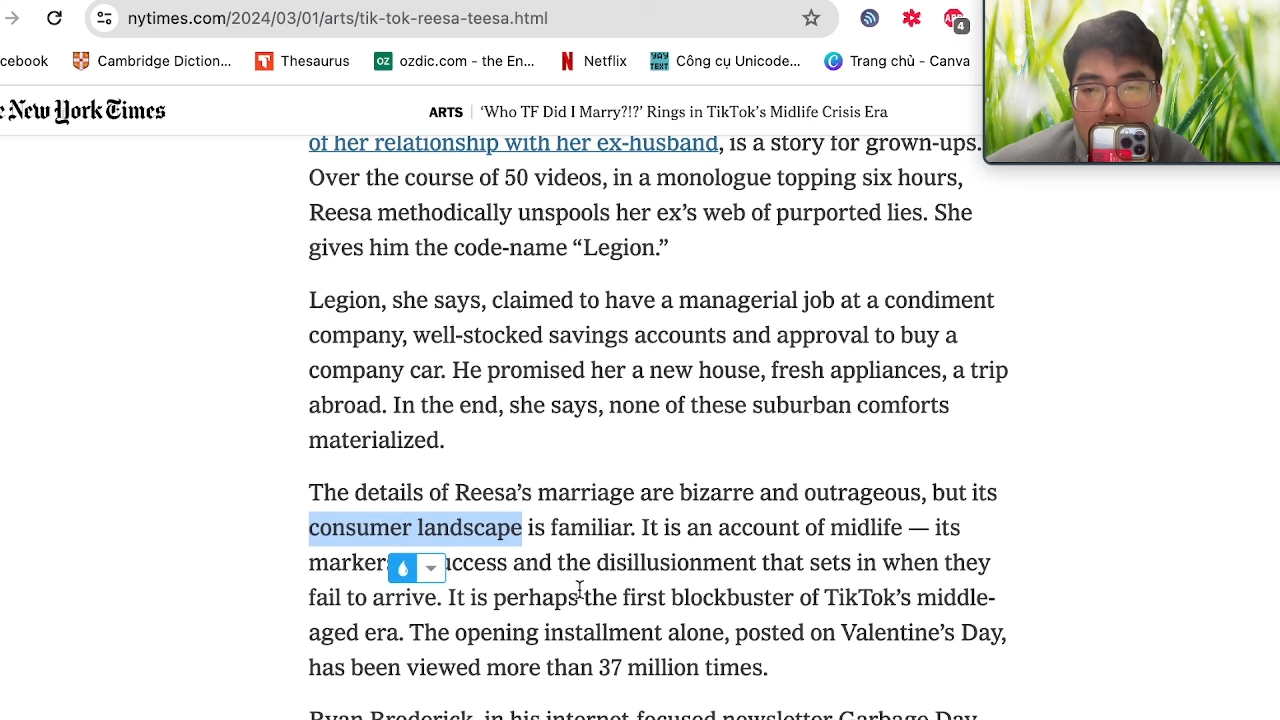 nytimes.com/2024/03/01/arts/tik-tok-reesa-teesa.html
4
cebook Cambridge Diction... Thesaurus ozdic.com - the En... Netflix Công cụ Unicode... Trang chủ - Canva
New York Times ARTS | ‘Who TF Did I Marry?!?’ Rings in TikTok’s Midlife Crisis Era
of her relationship with her ex-husband, is a story for grown-ups.
Over the course of 50 videos, in a monologue topping six hours,
Reesa methodically unspools her ex’s web of purported lies. She
gives him the code-name “Legion.”
Legion, she says, claimed to have a managerial job at a condiment
company, well-stocked savings accounts and approval to buy a
company car. He promised her a new house, fresh appliances, a trip
abroad. In the end, she says, none of these suburban comforts
materialized.
The details of Reesa’s marriage are bizarre and outrageous, but its
consumer landscape is familiar. It is an account of midlife — its
marker uccess and the disillusionment that sets in when they
fail to arrive. It is perhaps the first blockbuster of TikTok’s middle-
aged era. The opening installment alone, posted on Valentine’s Day,
has been viewed more than 37 million times.
Ryan Broderick, in his internet-focused newsletter Garbage Day,